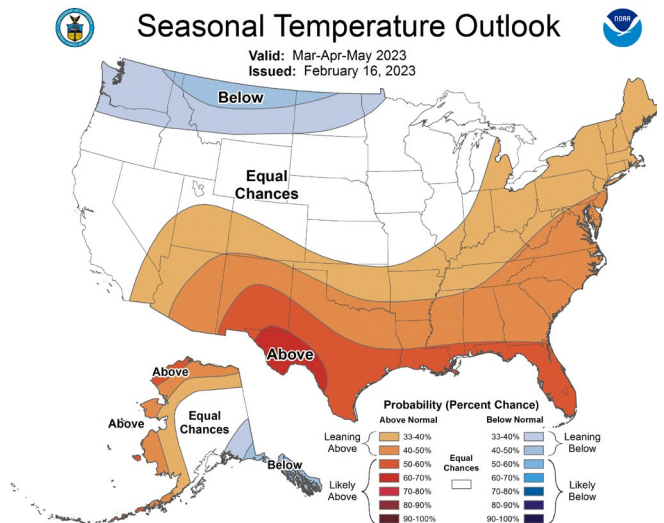 Seasonal Temperature Outlook
NOAA
Valid: Mar-Apr-May 2023
Issued: February 16, 2023
Below
Equal
Chances
Above
Above
Above
Equal
Chances
Below
Probability (Percent Chance)
Above Normal
Below Normal
Leaning
Above
33-40%
40-50%
Likely
Above
50-60%
60-70%
70-80%
80-90%
90-100%
Equal
Chances
33-40%
40-50%
Leaning
Below
50-60%
60-70%
70-80%
80-90%
90-100%
Likely
Below